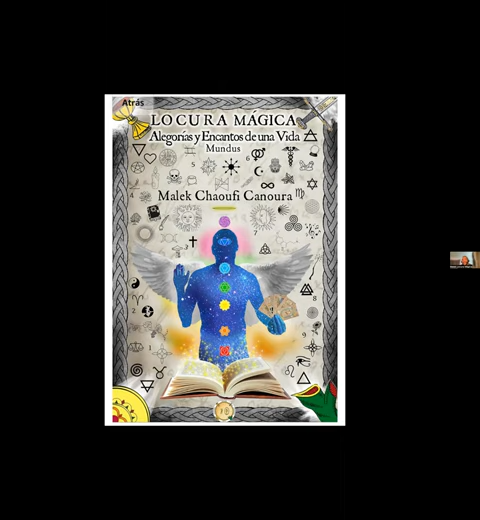 Atrás
LOCURA MÁGICA
Alegorías y Encantos de una Vida
Mundus
Malek Chaoufi Canoura